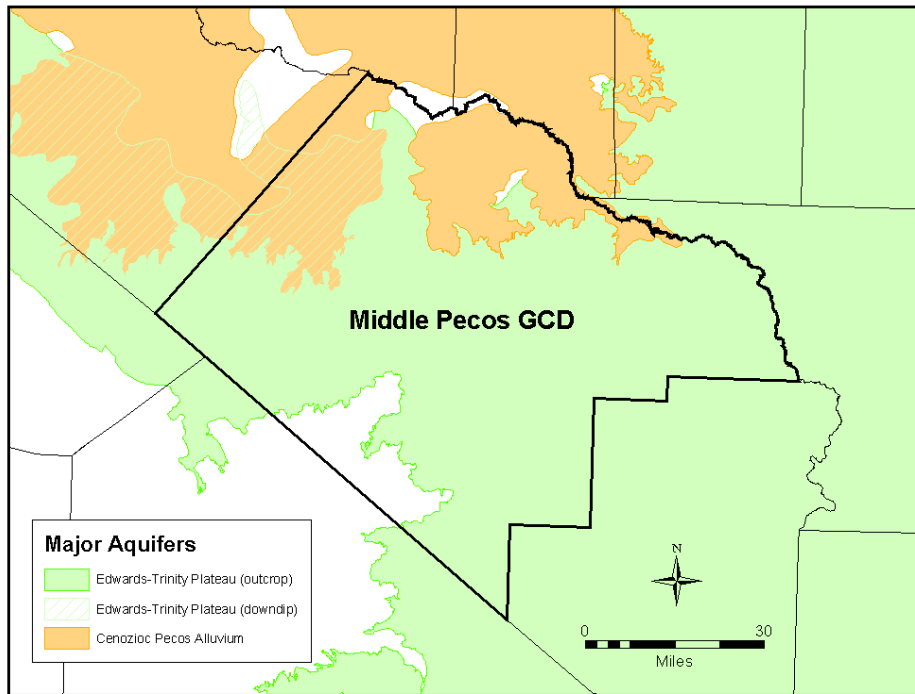 Middle Pecos GCD
Major Aquifers
Edwards-Trinity Plateau (outcrop)
Edwards-Trinity Plateau (downdip)
Cenozioc Pecos Alluvium
N
0 30
Miles